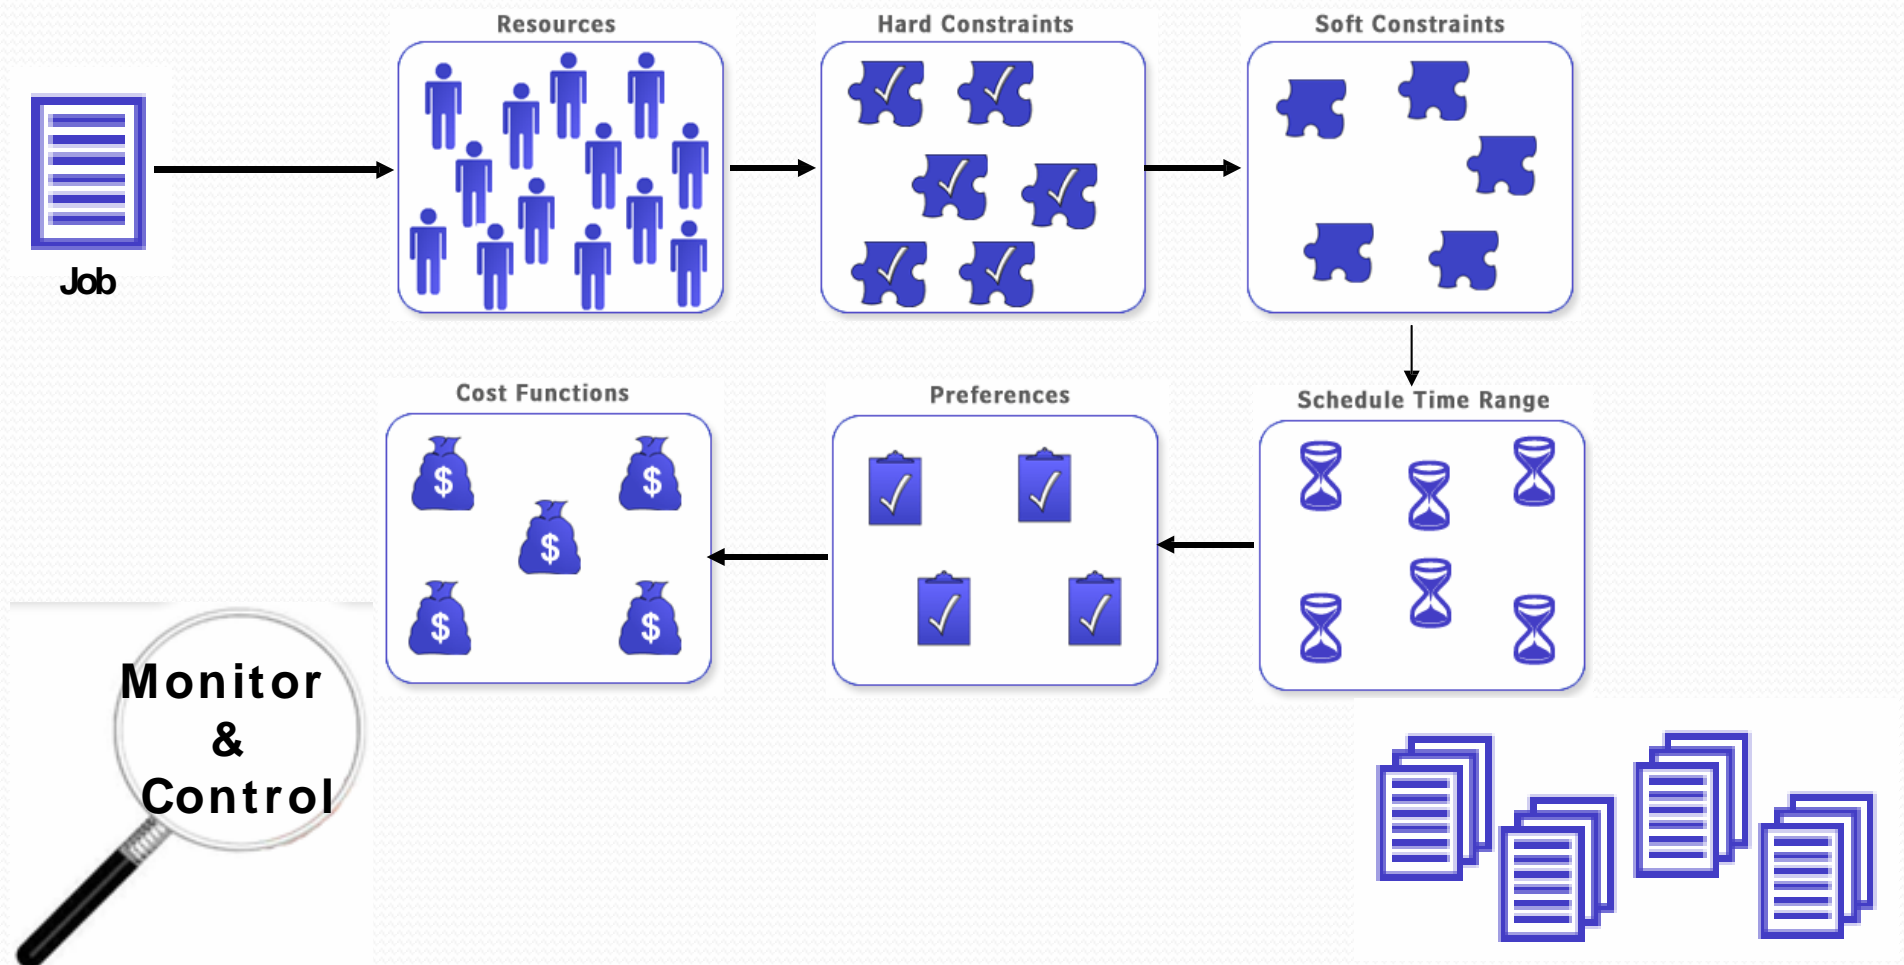 Resources
Hard Constraints
Soft Constraints
Job
Cost Functions
Preferences
Schedule Time Range
$
$
$
$
$
Monitor
&
Control